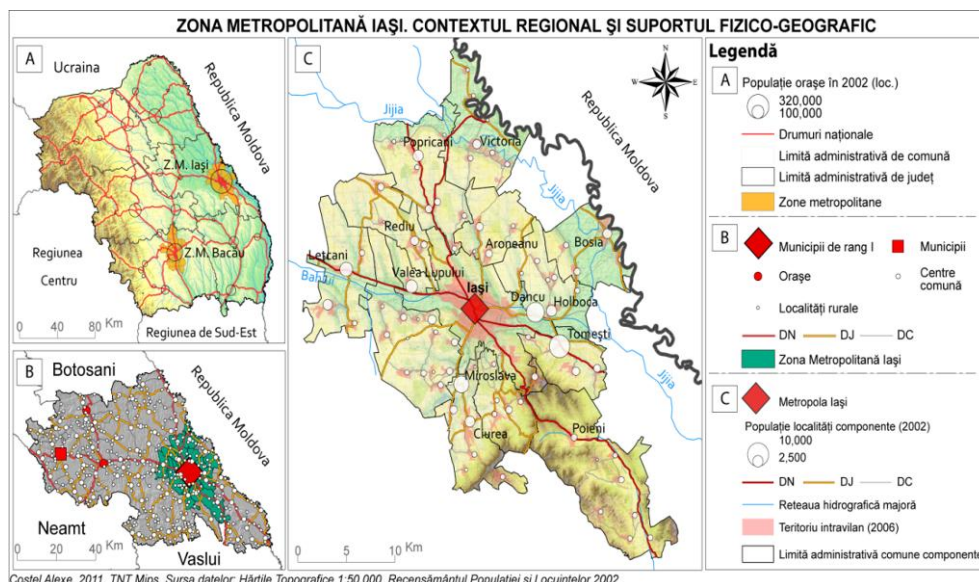 ZONA METROPOLITANĂ IAŞI. CONTEXTUL REGIONAL ŞI SUPORTUL FIZICO-GEOGRAFIC
A
Ucraina
Republica Moldova
Z.M. Iaşi
Z.M. Bacău
Regiunea
Centru
Regiunea de Sud-Est
0 40 80 Km
B
Botosani
Republica Moldova
Neamt
Vaslui
0 20 40 Km
C
N
W E
S
Jijia
Republica Moldova
Popricani
Victoria
Jijia
Rediu
Aroneanu
Bosia
Leţcani
Valea Lupului
Bahlui
Iaşi
Dancu
Holboca
Tomeşti
Jijia
Miroslava
Ciurea
Poieni
0 5 10 Km
Legendă
A
Populaţie oraşe în 2002 (loc.)
320,000
100,000
Drumuri naţionale
Limită administrativă de comună
Limită administrativă de judeţ
Zone metropolitane
B
Municipii de rang I
Municipii
Oraşe
Centre
comună
Localităţi rurale
DN DJ DC
Zona Metropolitană Iaşi
C
Metropola Iaşi
Populaţie localităţi componente (2002)
10,000
2,500
DN DJ DC
Reteaua hidrografică majoră
Teritoriu intravilan (2006)
Limită administrativă comune componente
Costel Alexe, 2011, TNT Mips, Sursa datelor: Hărţile Topografice 1:50.000, Recensământul Populaţiei şi Locuinţelor 2002